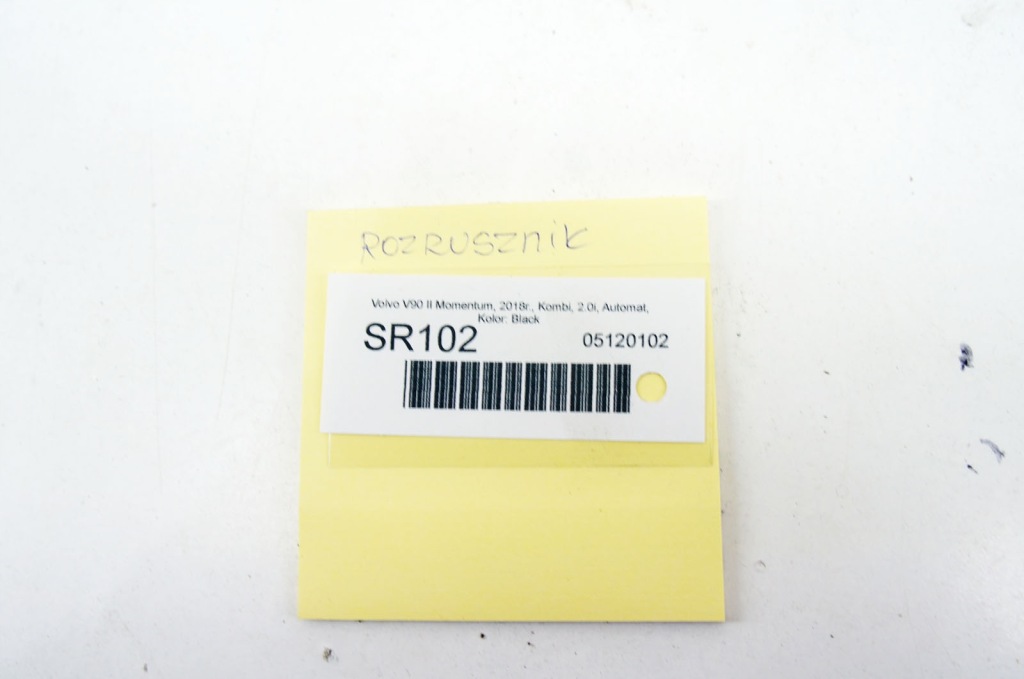 ROZRUSZNIK
Volvo V90 II Momentum, 2018r., Kombi, 2.0i, Automat,
Kolor: Black
SR102 05120102